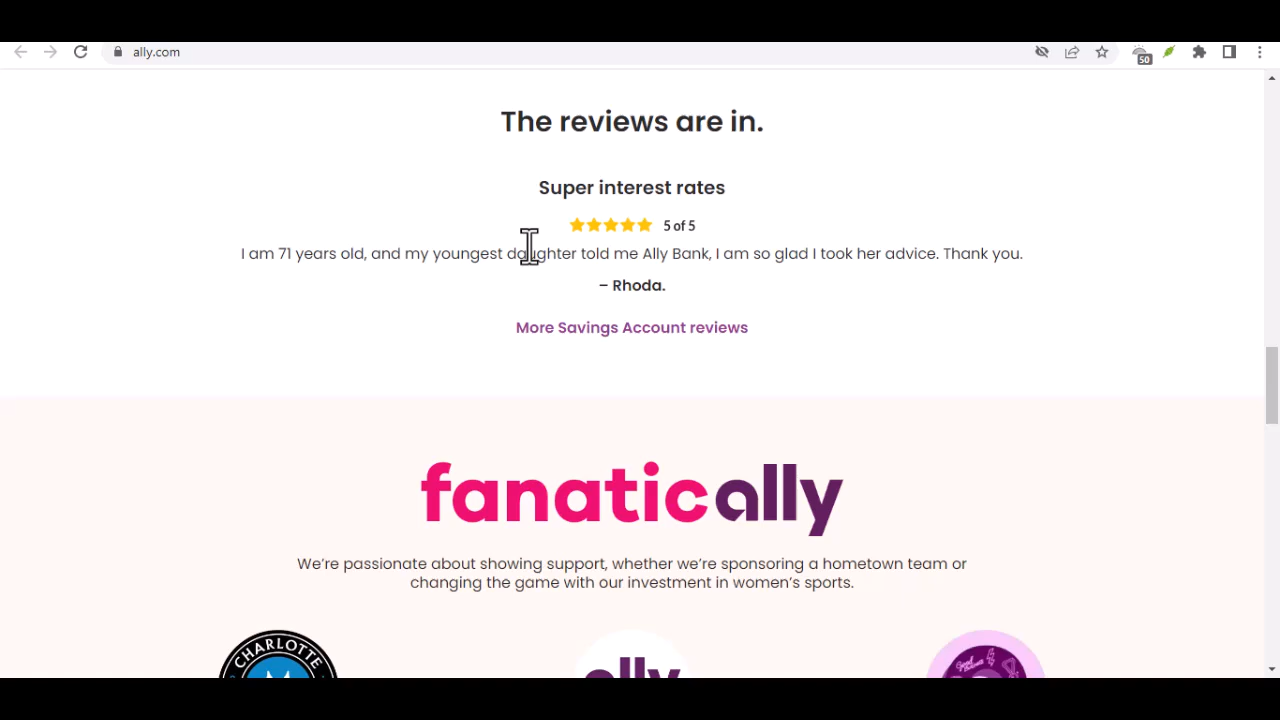 ally.com
50
The reviews are in.
Super interest rates
5 of 5
I am 71 years old, and my youngest daughter told me Ally Bank, I am so glad I took her advice. Thank you.
– Rhoda.
More Savings Account reviews
fanatically
We’re passionate about showing support, whether we’re sponsoring a hometown team or
changing the game with our investment in women’s sports.
CHARLOTTE
ally